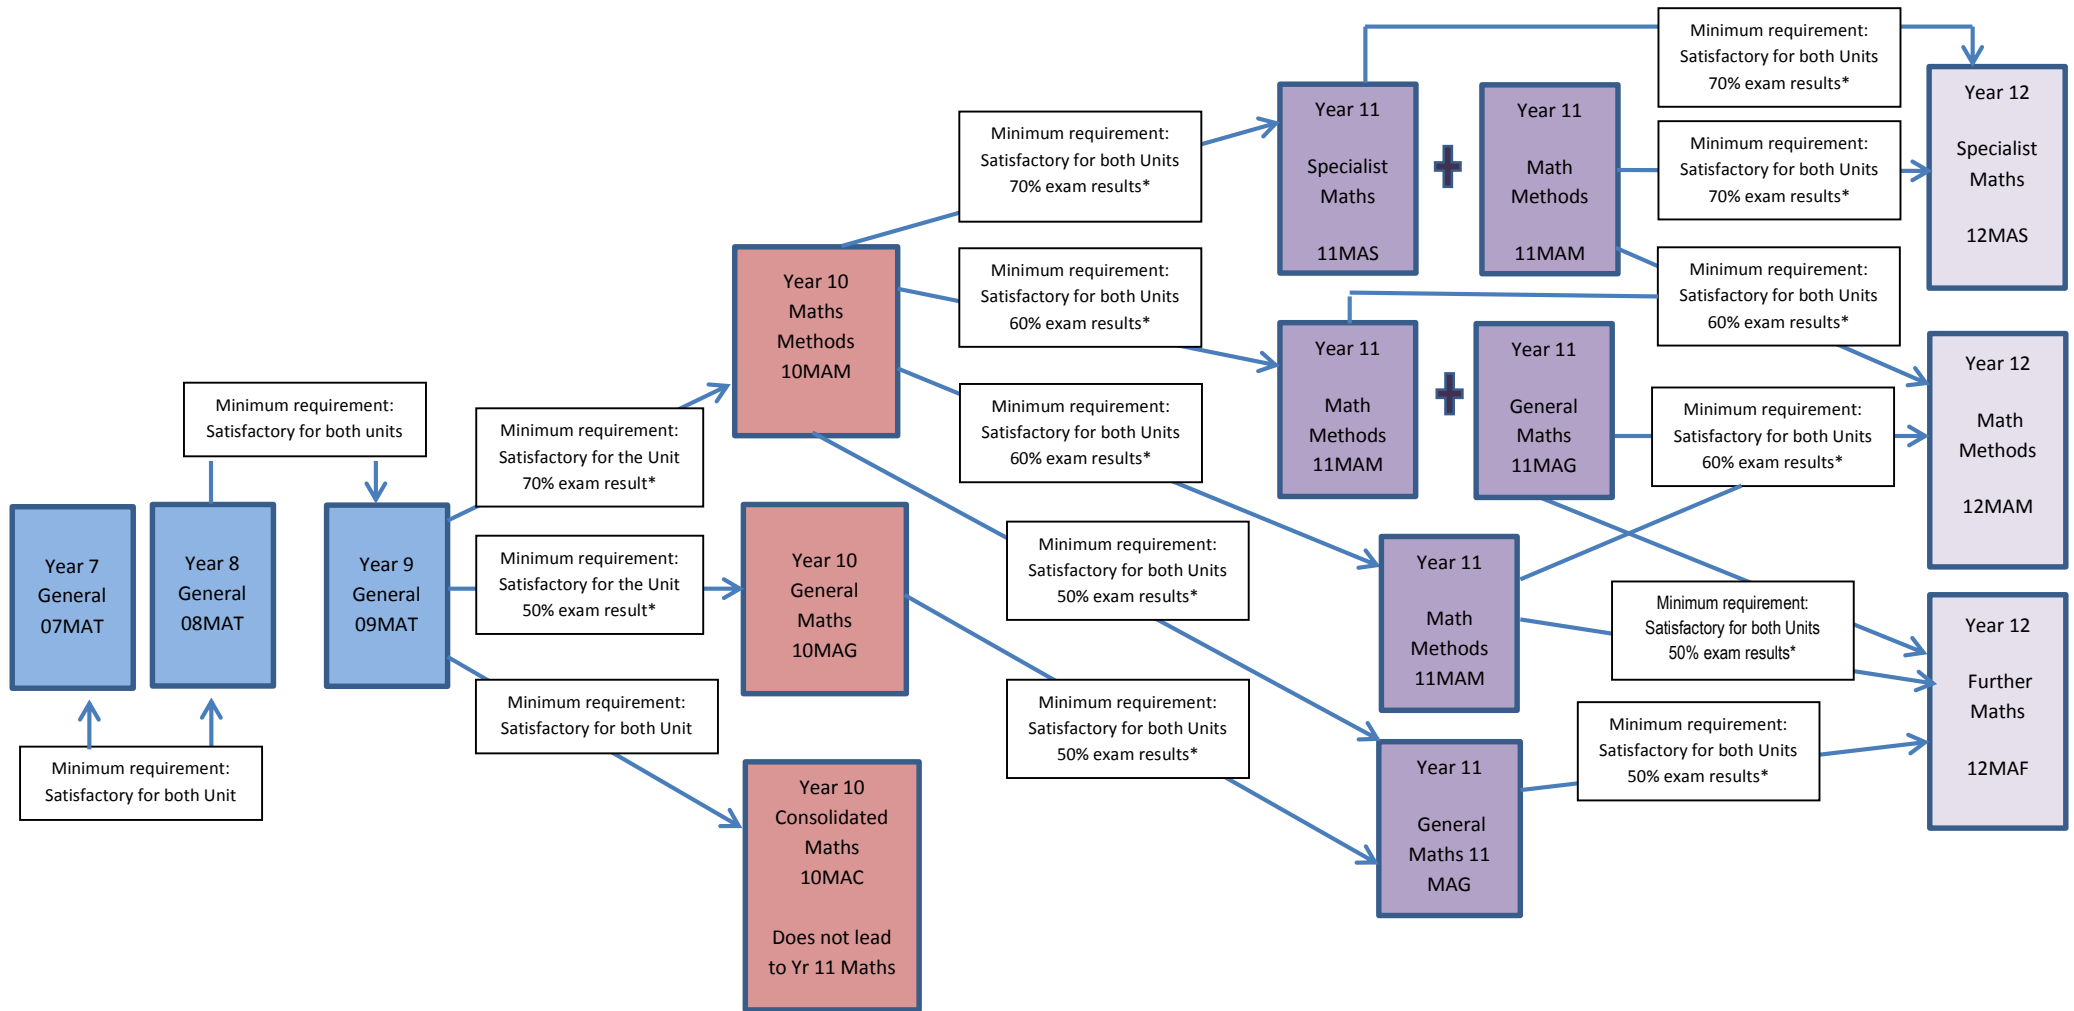 Year 7
General
07MAT
Year 8
General
08MAT
Minimum requirement:
Satisfactory for both Unit
Minimum requirement:
Satisfactory for both units
Year 9
General
09MAT
Minimum requirement:
Satisfactory for the Unit
70% exam result*
Minimum requirement:
Satisfactory for the Unit
50% exam result*
Minimum requirement:
Satisfactory for both Unit
Year 10
Maths
Methods
10MAM
Year 10
General
Maths
10MAG
Year 10
Consolidated
Maths
10MAC
Does not lead
to Yr 11 Maths
Minimum requirement:
Satisfactory for both Units
70% exam results*
Minimum requirement:
Satisfactory for both Units
60% exam results*
Minimum requirement:
Satisfactory for both Units
60% exam results*
Minimum requirement:
Satisfactory for both Units
50% exam results*
Minimum requirement:
Satisfactory for both Units
50% exam results*
Year 11
Specialist
Maths
11MAS
Year 11
Math
Methods
11MAM
Year 11
Math
Methods
11MAM
Year 11
General
Maths
11MAG
Year 11
Math
Methods
11MAM
Year 11
General
Maths 11
MAG
Minimum requirement:
Satisfactory for both Units
70% exam results*
Minimum requirement:
Satisfactory for both Units
70% exam results*
Minimum requirement:
Satisfactory for both Units
60% exam results*
Minimum requirement:
Satisfactory for both Units
60% exam results*
Minimum requirement:
Satisfactory for both Units
50% exam results*
Minimum requirement:
Satisfactory for both Units
50% exam results*
Year 12
Specialist
Maths
12MAS
Year 12
Math
Methods
12MAM
Year 12
Further
Maths
12MAF